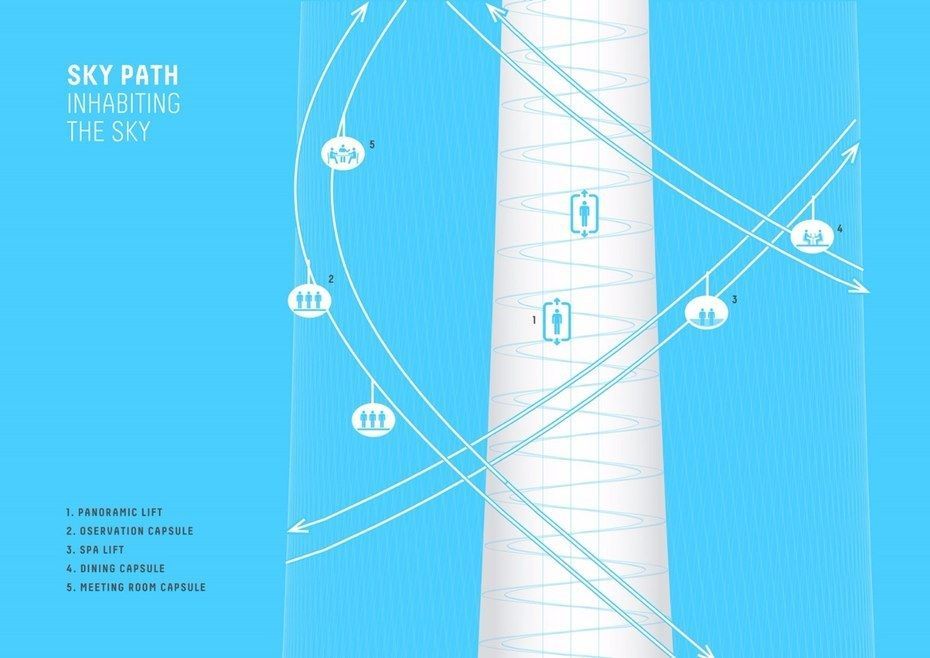 SKY PATH
INHABITING
THE SKY
5
4
2
3
1
1. PANORAMIC LIFT
2. OSERVATION CAPSULE
3. SPA LIFT
4. DINING CAPSULE
5. MEETING ROOM CAPSULE